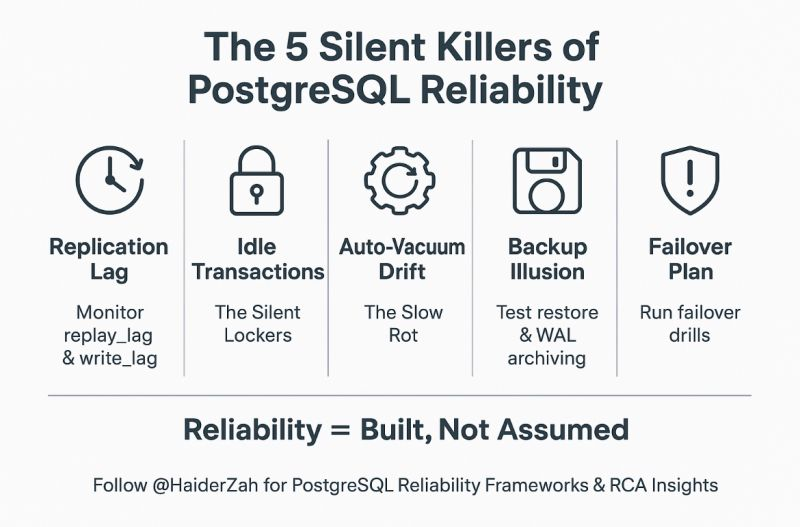 The 5 Silent Killers of
PostgreSQL Reliability
Replication
Lag
Monitor
replay_lag
& write_lag
Idle
Transactions
The Silent
Lockers
Auto-Vacuum
Drift
The Slow
Rot
Backup
Illusion
Test restore
& WAL
archiving
Failover
Plan
Run failover
drills
Reliability = Built, Not Assumed
Follow @HaiderZah for PostgreSQL Reliability Frameworks & RCA Insights